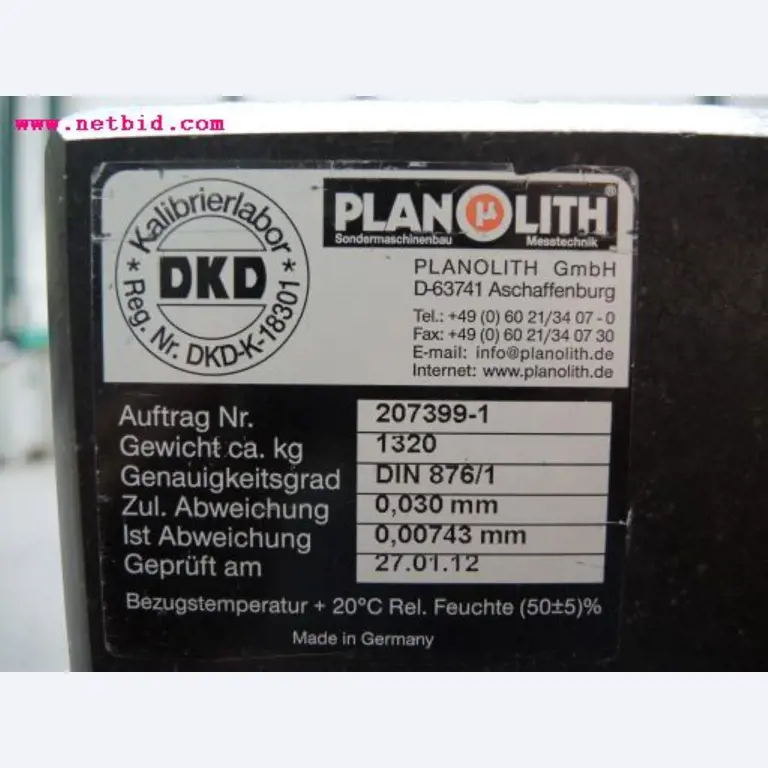 www.netbid.com
Kalibrierlabor
DKD
* Reg. Nr. DKD-K-18301 *
PLANµLITH®
Sondermaschinenbau Messtechnik
PLANOLITH GmbH
D-63741 Aschaffenburg
Tel.: +49 (0) 60 21/34 07 - 0
Fax: +49 (0) 60 21/34 07 30
E-mail: info@planolith.de
Internet: www.planolith.de
Auftrag Nr. 207399-1
Gewicht ca. kg 1320
Genauigkeitsgrad DIN 876/1
Zul. Abweichung 0,030 mm
Ist Abweichung 0,00743 mm
Geprüft am 27.01.12
Bezugstemperatur + 20°C Rel. Feuchte (50±5)%
Made in Germany